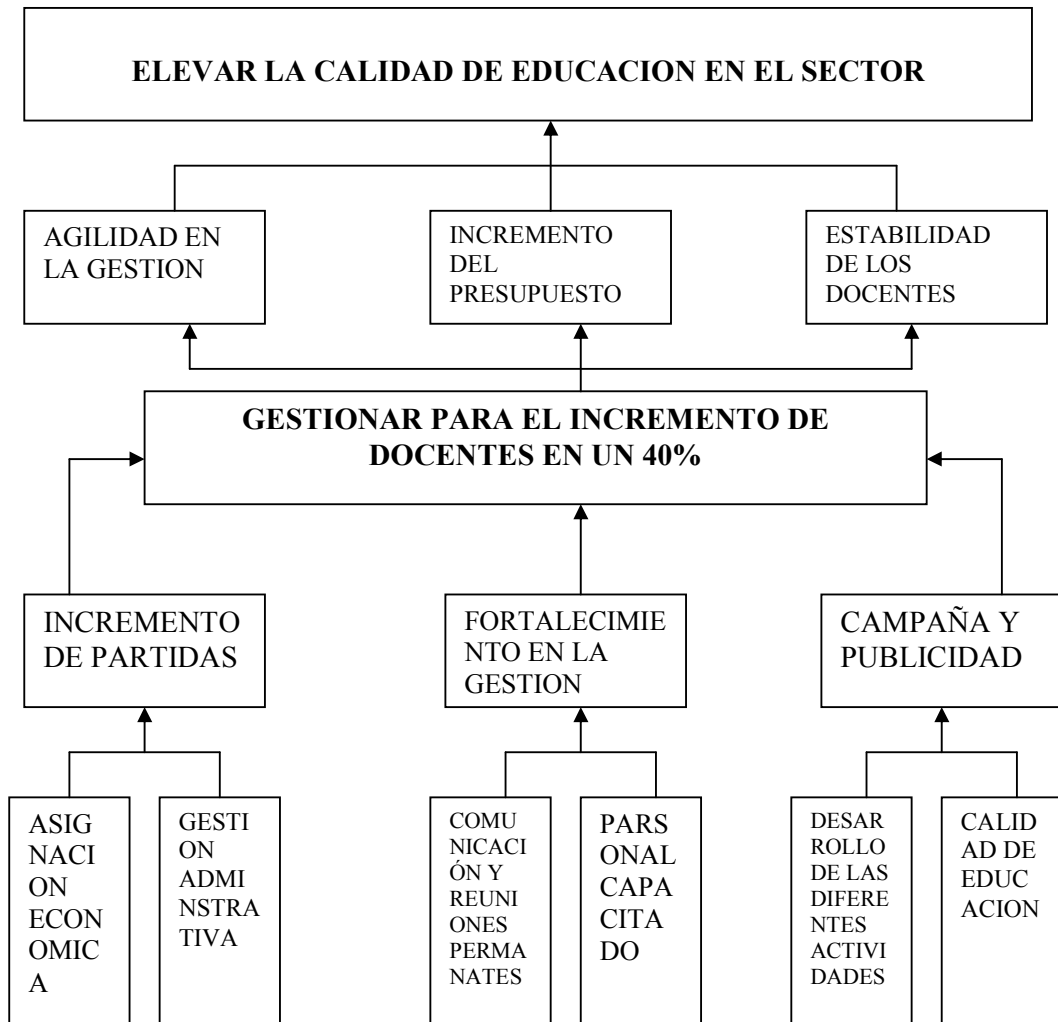 ELEVAR LA CALIDAD DE EDUCACION EN EL SECTOR
AGILIDAD EN
LA GESTION
INCREMENTO
DEL
PRESUPUESTO
ESTABILIDAD
DE LOS
DOCENTES
GESTIONAR PARA EL INCREMENTO DE
DOCENTES EN UN 40%
INCREMENTO
DE PARTIDAS
FORTALECIMIE
NTO EN LA
GESTION
CAMPAÑA Y
PUBLICIDAD
ASIG
NACI
ON
ECON
OMIC
A
GESTI
ON
ADMI
NSTRA
TIVA
COMU
NICACI
ÓN Y
REUNI
ONES
PERMA
NATES
PARS
ONAL
CAPA
CITA
DO
DESAR
ROLLO
DE LAS
DIFERE
NTES
ACTIVI
DADES
CALID
AD DE
EDUC
ACION